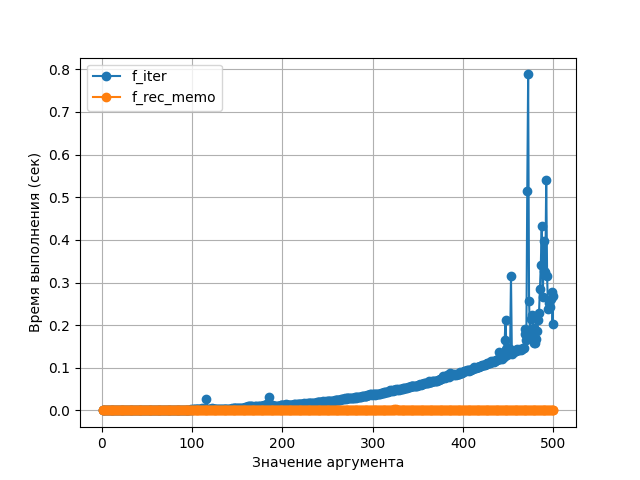 0.8
0.7
0.6
0.5
0.4
0.3
0.2
0.1
0.0
f_iter
f_rec_memo
Время выполнения (сек)
0 100 200 300 400 500
Значение аргумента